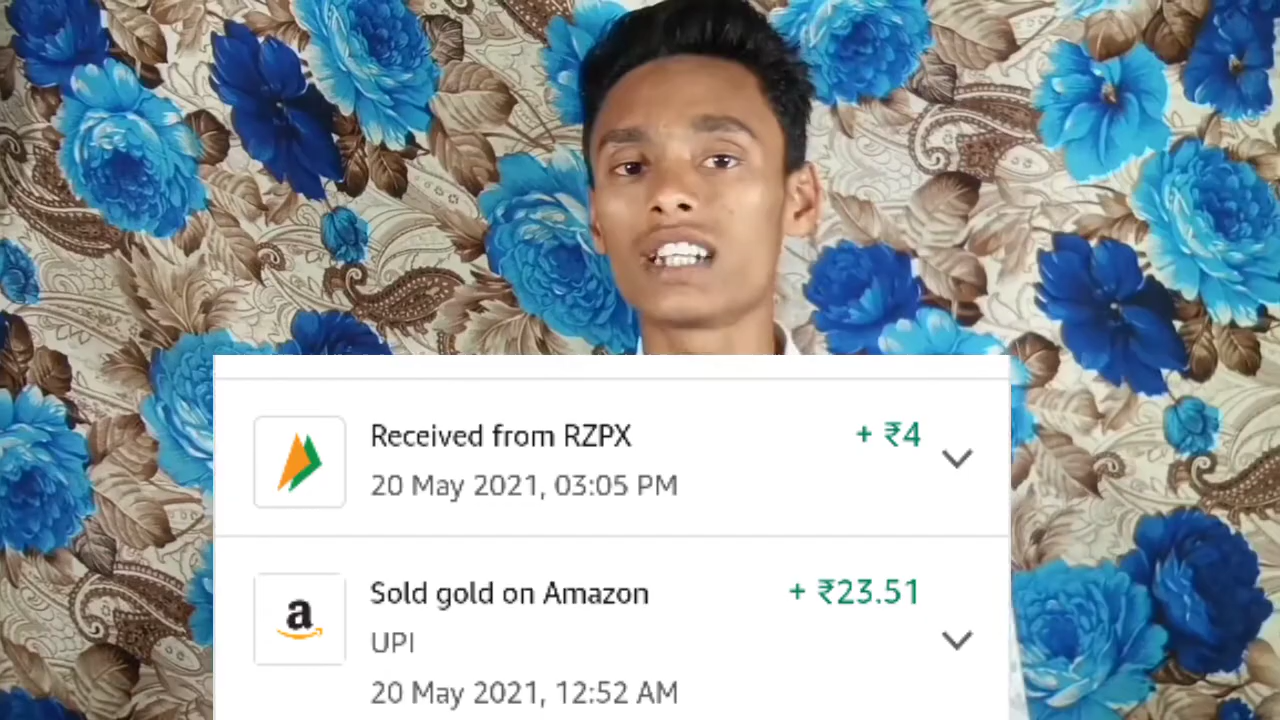 Received from RZPX
+ ₹4
20 May 2021, 03:05 PM
a
Sold gold on Amazon
+ ₹23.51
UPI
20 May 2021, 12:52 AM